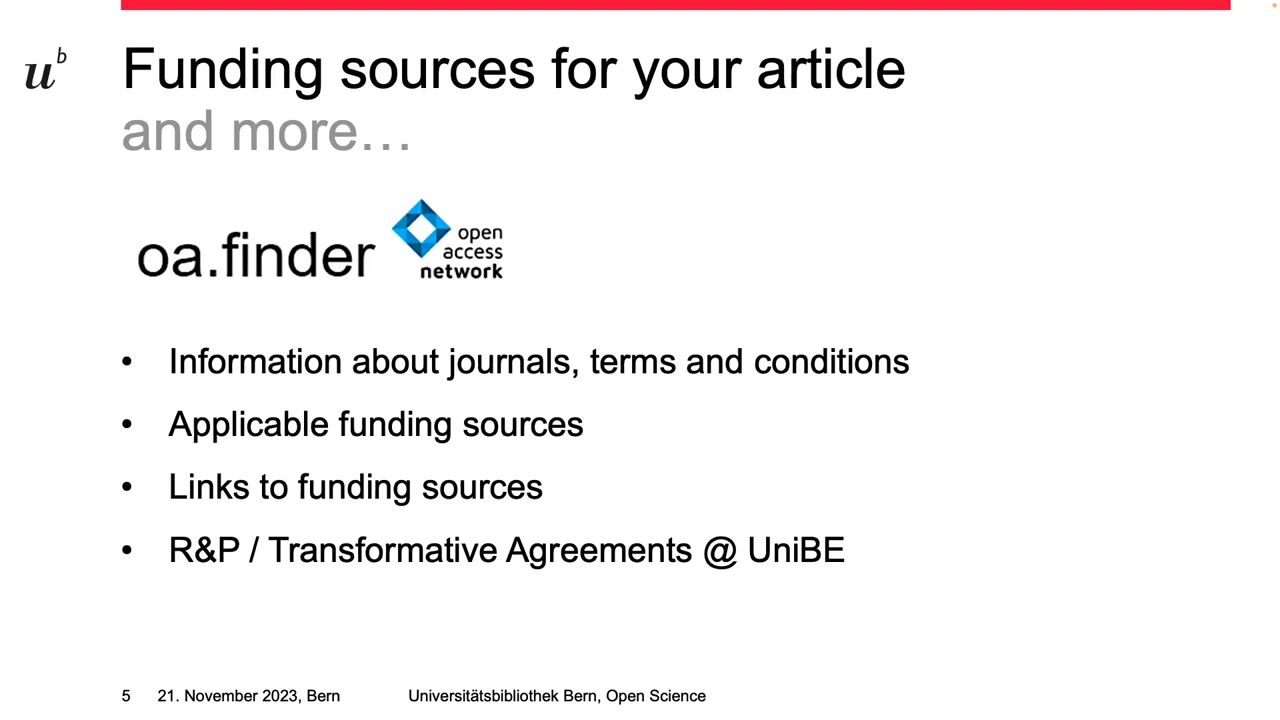 u b
Funding sources for your article
and more…
oa.finder
open
access
network
• Information about journals, terms and conditions
• Applicable funding sources
• Links to funding sources
• R&P / Transformative Agreements @ UniBE
5 21. November 2023, Bern Universitätsbibliothek Bern, Open Science